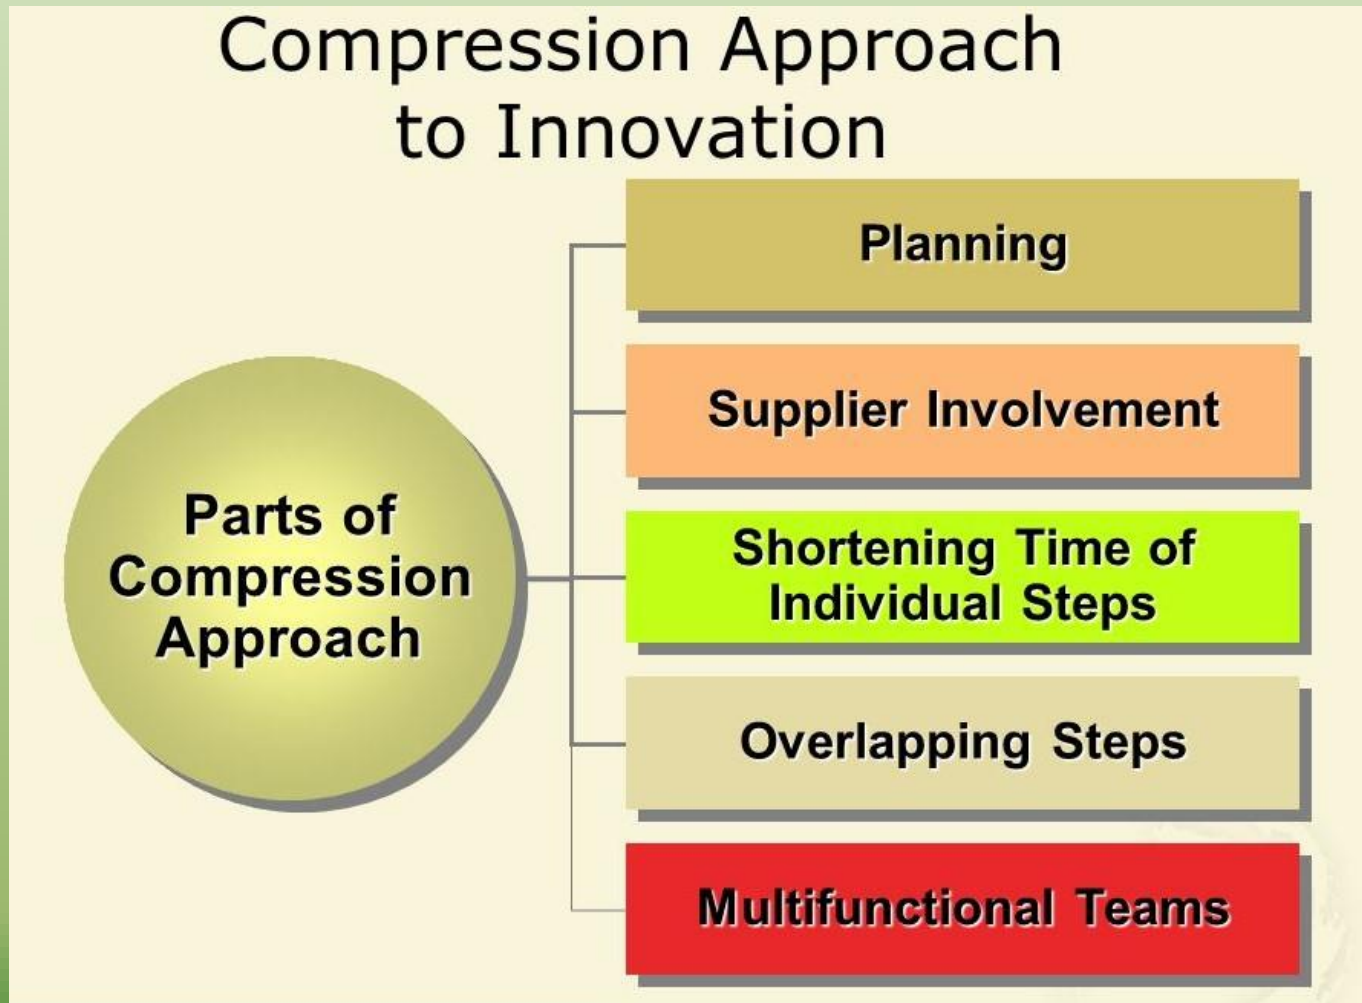 Compression Approach
to Innovation
Planning
Supplier Involvement
Shortening Time of
Individual Steps
Overlapping Steps
Multifunctional Teams
Parts of
Compression
Approach